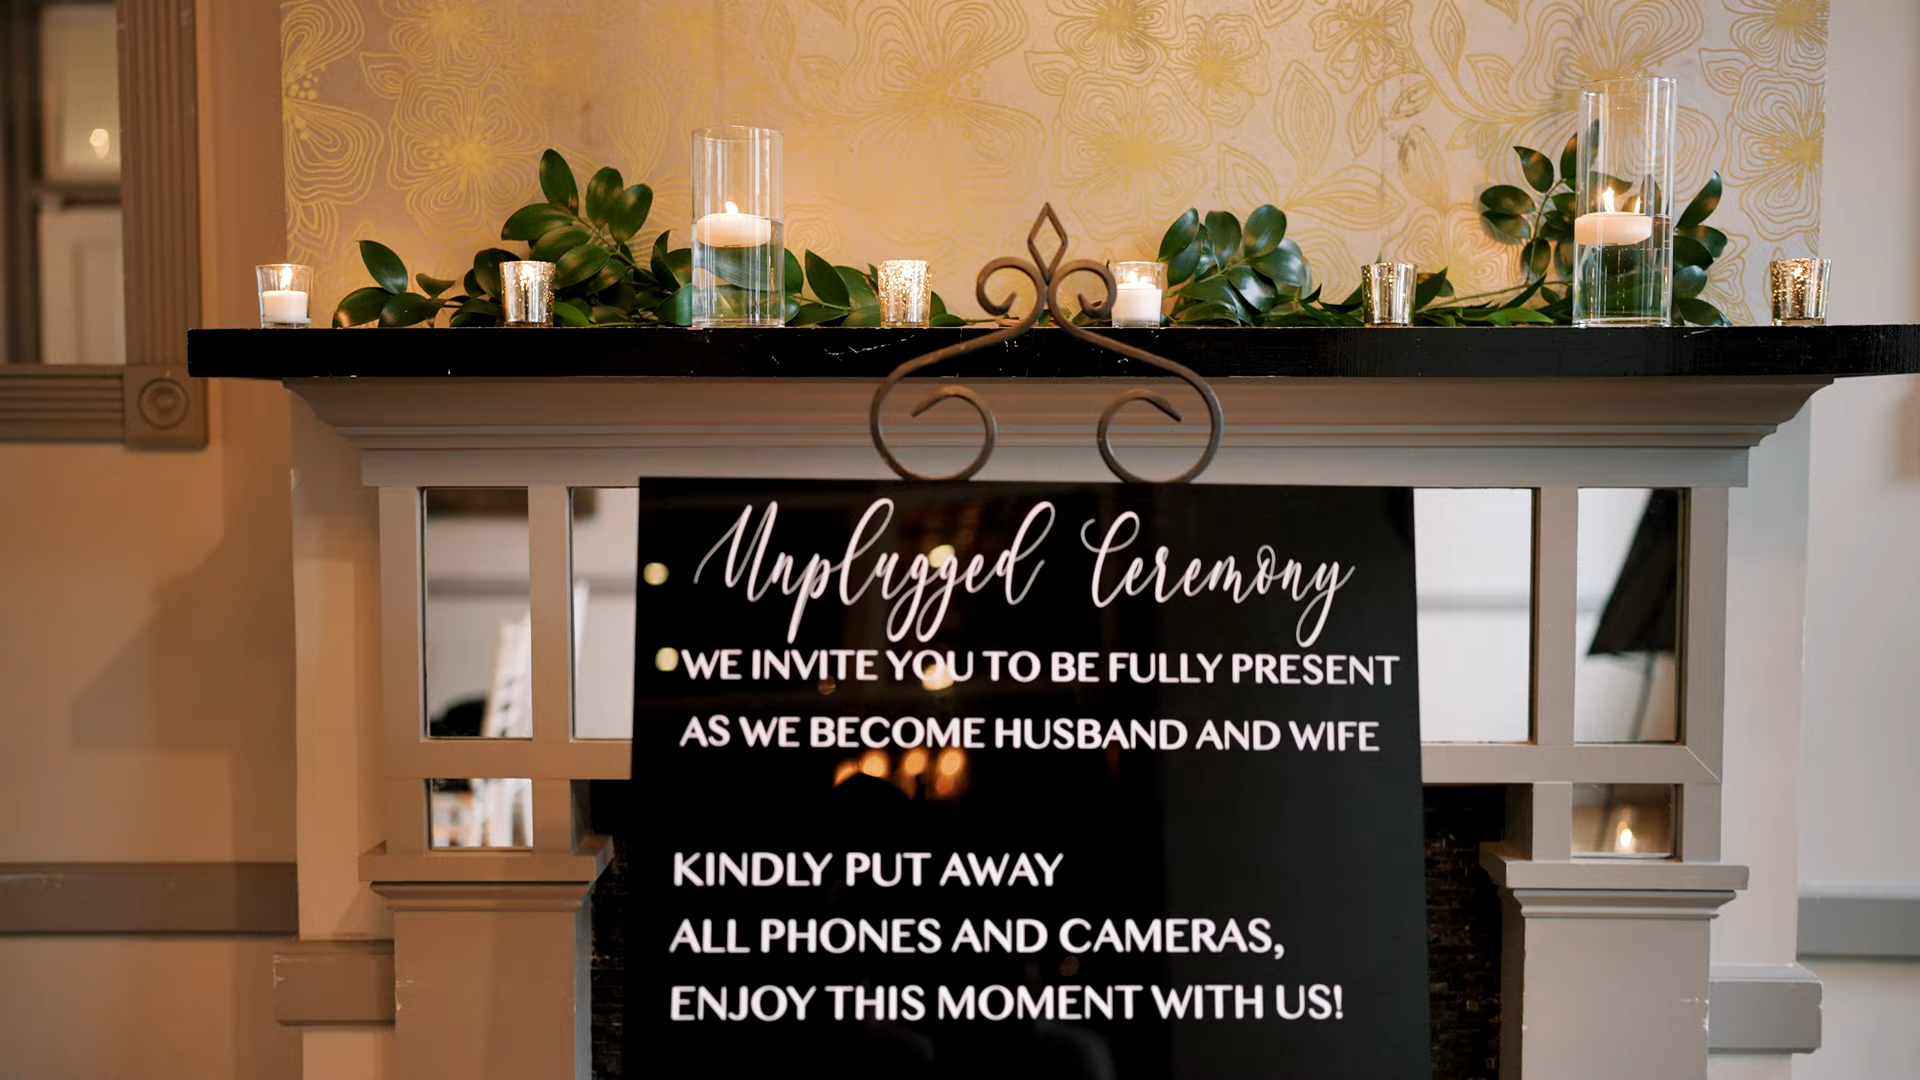 Unplugged Ceremony
WE INVITE YOU TO BE FULLY PRESENT
AS WE BECOME HUSBAND AND WIFE
KINDLY PUT AWAY
ALL PHONES AND CAMERAS,
ENJOY THIS MOMENT WITH US!